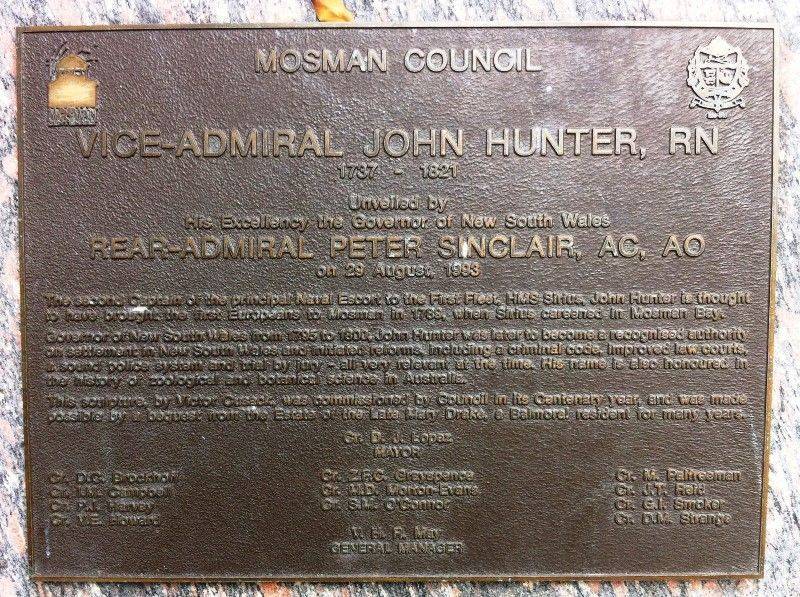 MOSMAN COUNCIL
MOSMAN
VICE-ADMIRAL JOHN HUNTER, RN
1737 - 1821
Unveiled by
His Excellency the Governor of New South Wales
REAR-ADMIRAL PETER SINCLAIR, AC, AO
on 29 August, 1993
The second Captain of the principal Naval Escort to the First Fleet, HMS Sirius, John Hunter is thought
to have brought the first Europeans to Mosman in 1789, when Sirius careened in Mosman Bay.
Governor of New South Wales from 1795 to 1800, John Hunter was later to become a recognised authority
on settlement in New South Wales and initiated reforms, including a criminal code, improved law courts,
a sound police system and trial by jury - all very relevant at the time. His name is also honoured in
the history of zoological and botanical science in Australia.
This sculpture, by Victor Cusack, was commissioned by Council in its Centenary year, and was made
possible by a bequest from the Estate of the Late Mary Drake, a Balmoral resident for many years.
Cr. D. J. Lopez
MAYOR
Cr. D.G. Brockhoff
Cr. Campbell
Cr. P.J. Harvey
Cr. V.E. Howard
Cr. Z.P.C. Greyspence
Cr. Morton-Evans
Cr. S.M. O'Connor
Cr. M. Palfreeman
Cr. J.T. Reid
Cr. Smoker
Cr. D.M. Strange
V. H. R. May
GENERAL MANAGER